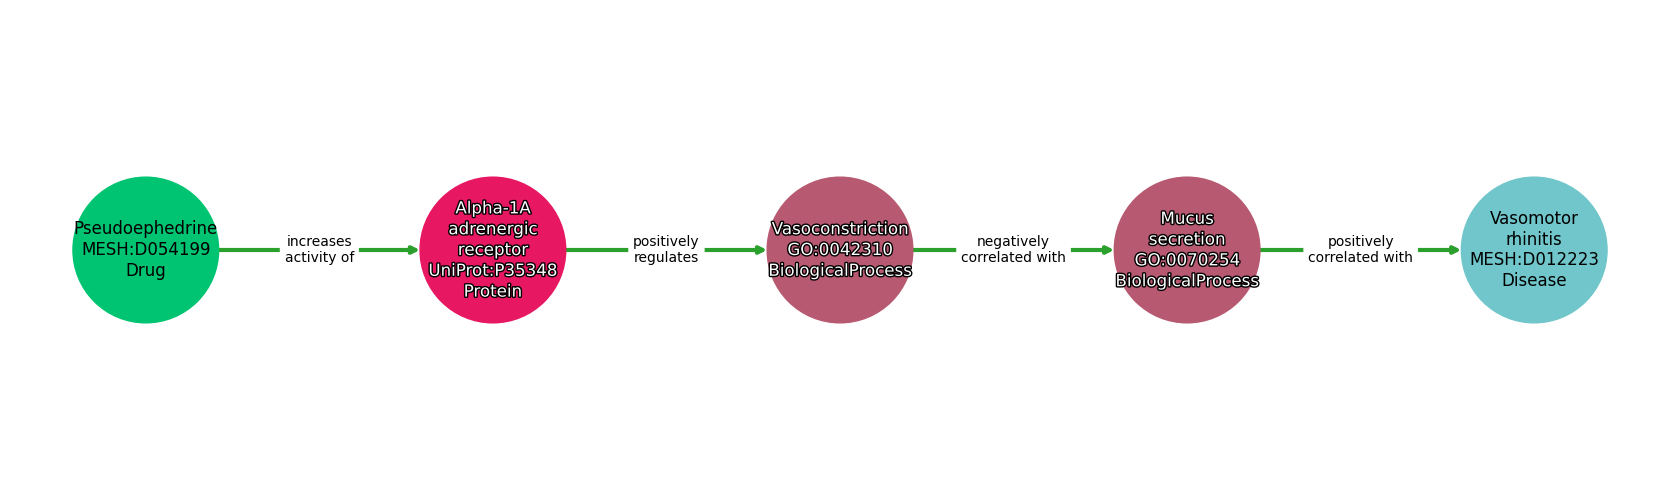 Pseudoephedrine
MESH:D054199
Drug
increases
activity of
Alpha-1A
adrenergic
receptor
UniProt:P35348
Protein
positively
regulates
Vasoconstriction
GO:0042310
BiologicalProcess
negatively
correlated with
Mucus
secretion
GO:0070254
BiologicalProcess
positively
correlated with
Vasomotor
rhinitis
MESH:D012223
Disease